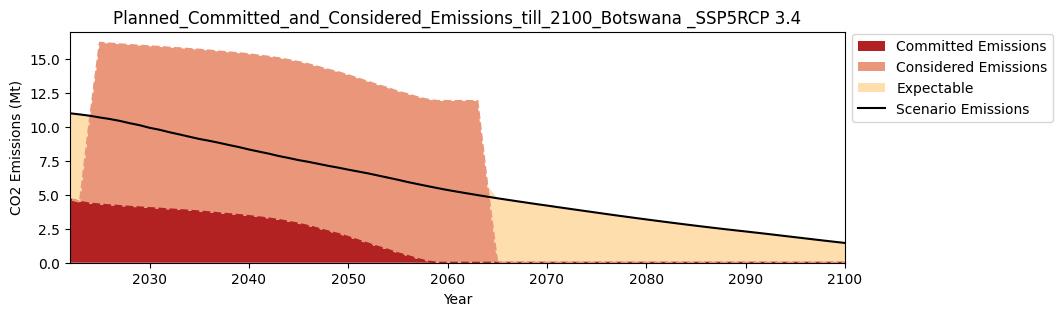 Planned_Committed_and_Considered_Emissions_till_2100_Botswana _SSP5RCP 3.4
Committed Emissions
Considered Emissions
Expectable
Scenario Emissions
CO2 Emissions (Mt)
15.0
12.5
10.0
7.5
5.0
2.5
0.0
2030
2040
2050
2060
2070
2080
2090
2100
Year